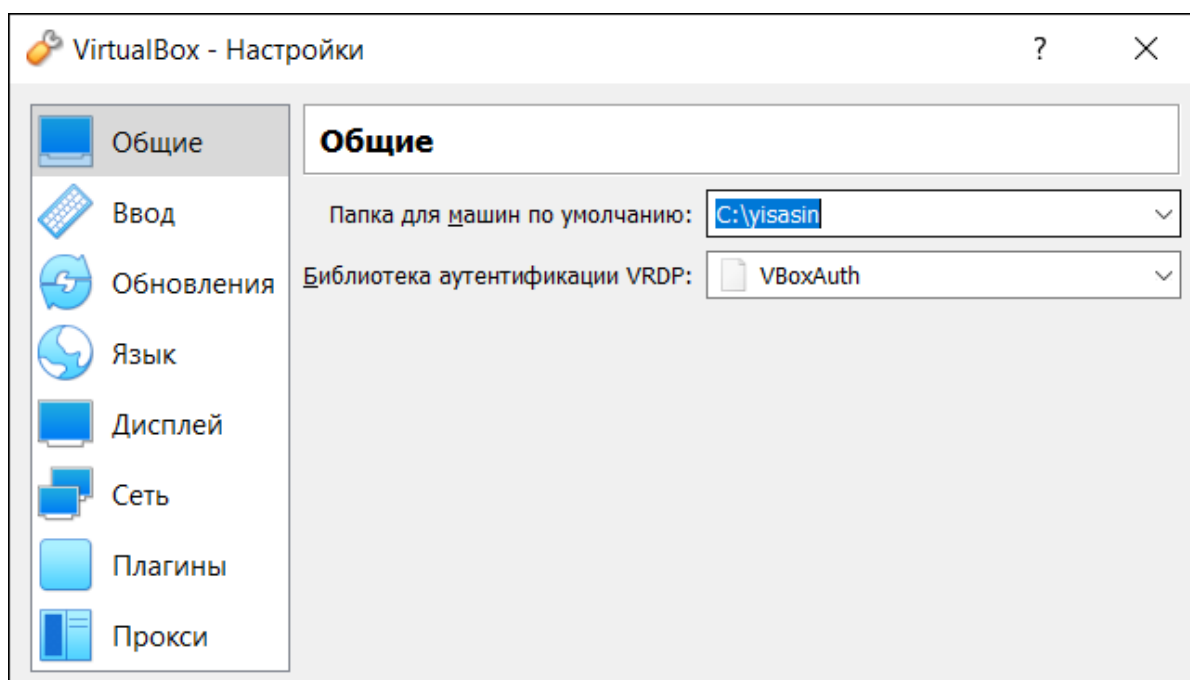 VirtualBox - Настройки
?
Общие
Ввод
Обновления
Язык
Дисплей
Сеть
Плагины
Прокси
Общие
Папка для машин по умолчанию: C:\yisasin
Библиотека аутентификации VRDP: VBoxAuth